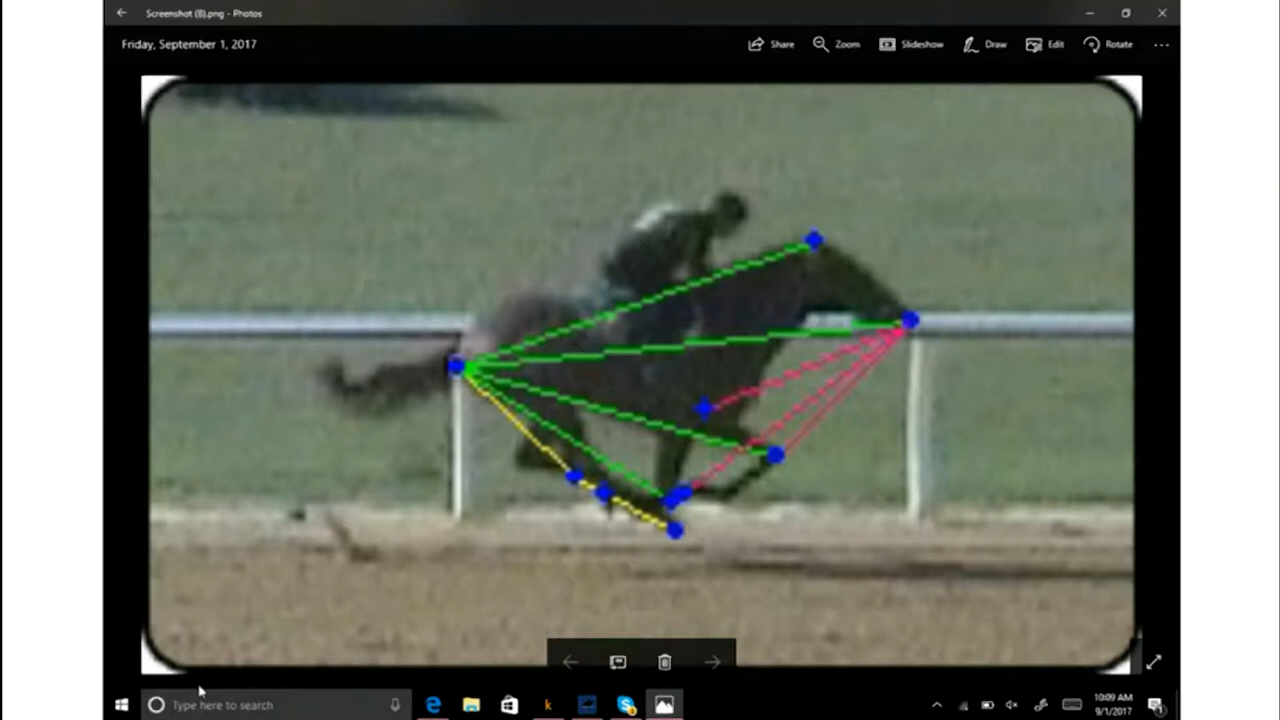 Screenshot (8).png - Photos
Friday, September 1, 2017
Share
Zoom
Slideshow
Draw
Edit
Rotate
Type here to search
10:09 AM
9/1/2017